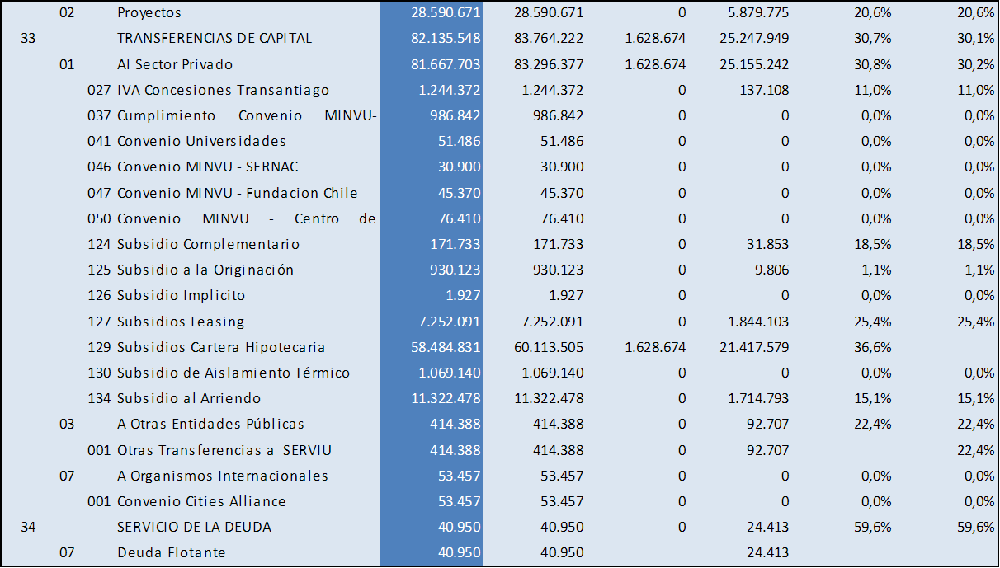 02 Proyectos 28.590.671 28.590.671 0 5.879.775 20,6% 20,6%
33 TRANSFERENCIAS DE CAPITAL 82.135.548 83.764.222 1.628.674 25.247.949 30,7% 30,1%
01 Al Sector Privado 81.667.703 83.296.377 1.628.674 25.155.242 30,8% 30,2%
027 IVA Concesiones Transantiago 1.244.372 1.244.372 0 137.108 11,0% 11,0%
037 Cumplimiento Convenio MINVU- 986.842 986.842 0 0 0,0% 0,0%
041 Convenio Universidades 51.486 51.486 0 0 0,0% 0,0%
046 Convenio MINVU - SERNAC 30.900 30.900 0 0 0,0% 0,0%
047 Convenio MINVU - Fundacion Chile 45.370 45.370 0 0 0,0% 0,0%
050 Convenio MINVU - Centro de 76.410 76.410 0 0 0,0% 0,0%
124 Subsidio Complementario 171.733 171.733 0 31.853 18,5% 18,5%
125 Subsidio a la Originación 930.123 930.123 0 9.806 1,1% 1,1%
126 Subsidio Implicito 1.927 1.927 0 0 0,0% 0,0%
127 Subsidios Leasing 7.252.091 7.252.091 0 1.844.103 25,4% 25,4%
129 Subsidios Cartera Hipotecaria 58.484.831 60.113.505 1.628.674 21.417.579 36,6%
130 Subsidio de Aislamiento Térmico 1.069.140 1.069.140 0 0 0,0% 0,0%
134 Subsidio al Arriendo 11.322.478 11.322.478 0 1.714.793 15,1% 15,1%
03 A Otras Entidades Públicas 414.388 414.388 0 92.707 22,4% 22,4%
001 Otras Transferencias a SERVIU 414.388 414.388 0 92.707 22,4%
07 A Organismos Internacionales 53.457 53.457 0 0 0,0% 0,0%
001 Convenio Cities Alliance 53.457 53.457 0 0 0,0% 0,0%
34 SERVICIO DE LA DEUDA 40.950 40.950 0 24.413 59,6% 59,6%
07 Deuda Flotante 40.950 40.950 24.413